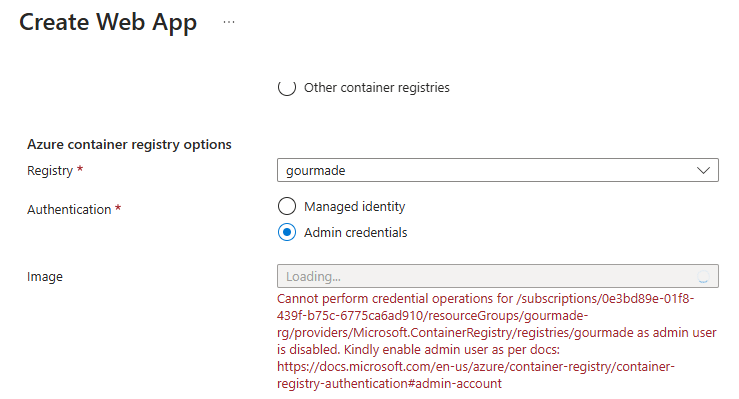 Create Web App ...
Other container registries
Azure container registry options
Registry *
gourmade
Authentication *
Managed identity
Admin credentials
Image
Loading...
Cannot perform credential operations for /subscriptions/0e3bd89e-01f8-
439f-b75c-6775ca6ad910/resourceGroups/gourmade-
rg/providers/Microsoft.ContainerRegistry/registries/gourmade as admin user
is disabled. Kindly enable admin user as per docs:
https://docs.microsoft.com/en-us/azure/container-registry/container-
registry-authentication#admin-account